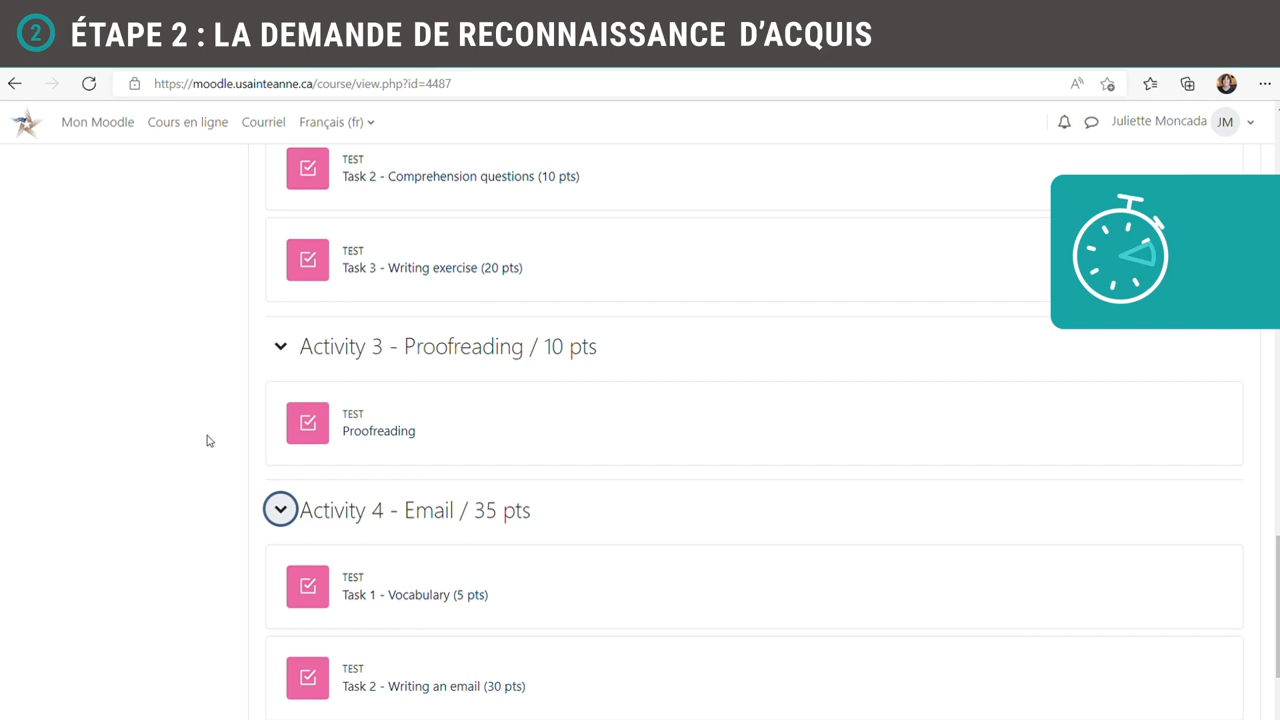 2 ÉTAPE 2 : LA DEMANDE DE RECONNAISSANCE D'ACQUIS
https://moodle.usainteanne.ca/course/view.php?id=4487
Mon Moodle Cours en ligne Courriel Français (fr) Juliette Moncada JM
TEST
Task 2 - Comprehension questions (10 pts)
TEST
Task 3 - Writing exercise (20 pts)
Activity 3 - Proofreading / 10 pts
TEST
Proofreading
Activity 4 - Email / 35 pts
TEST
Task 1 - Vocabulary (5 pts)
TEST
Task 2 - Writing an email (30 pts)